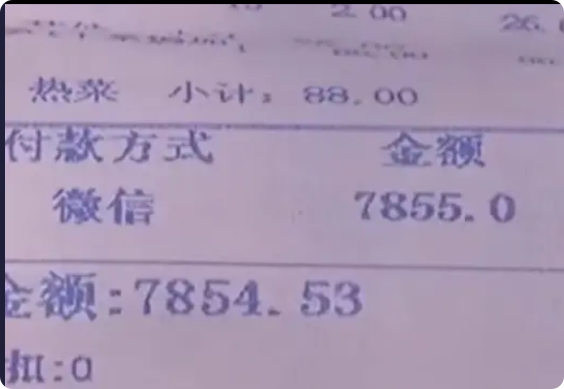 2.00 26.
热菜 小计: 88.00
付款方式 金额
微信 7855.0
金额:7854.53
扣:0